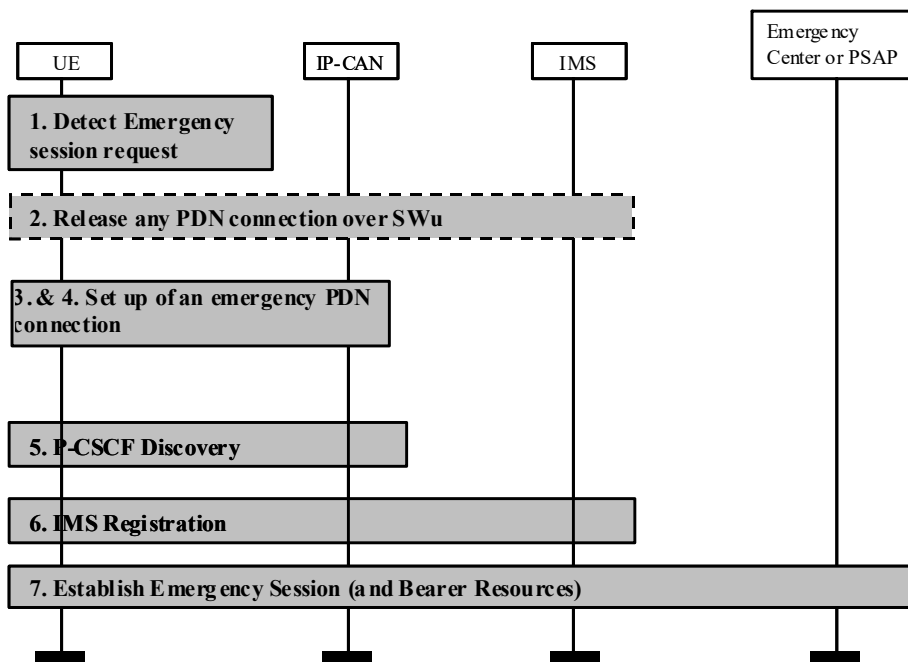 UE
IP-CAN
IMS
Emergency
Center or PSAP
1. Detect Emergency
session request
2. Release any PDN connection over SWu
3. & 4. Set up of an emergency PDN
connection
5. P-CSCF Discovery
6. IMS Registration
7. Establish Emergency Session (and Bearer Resources)